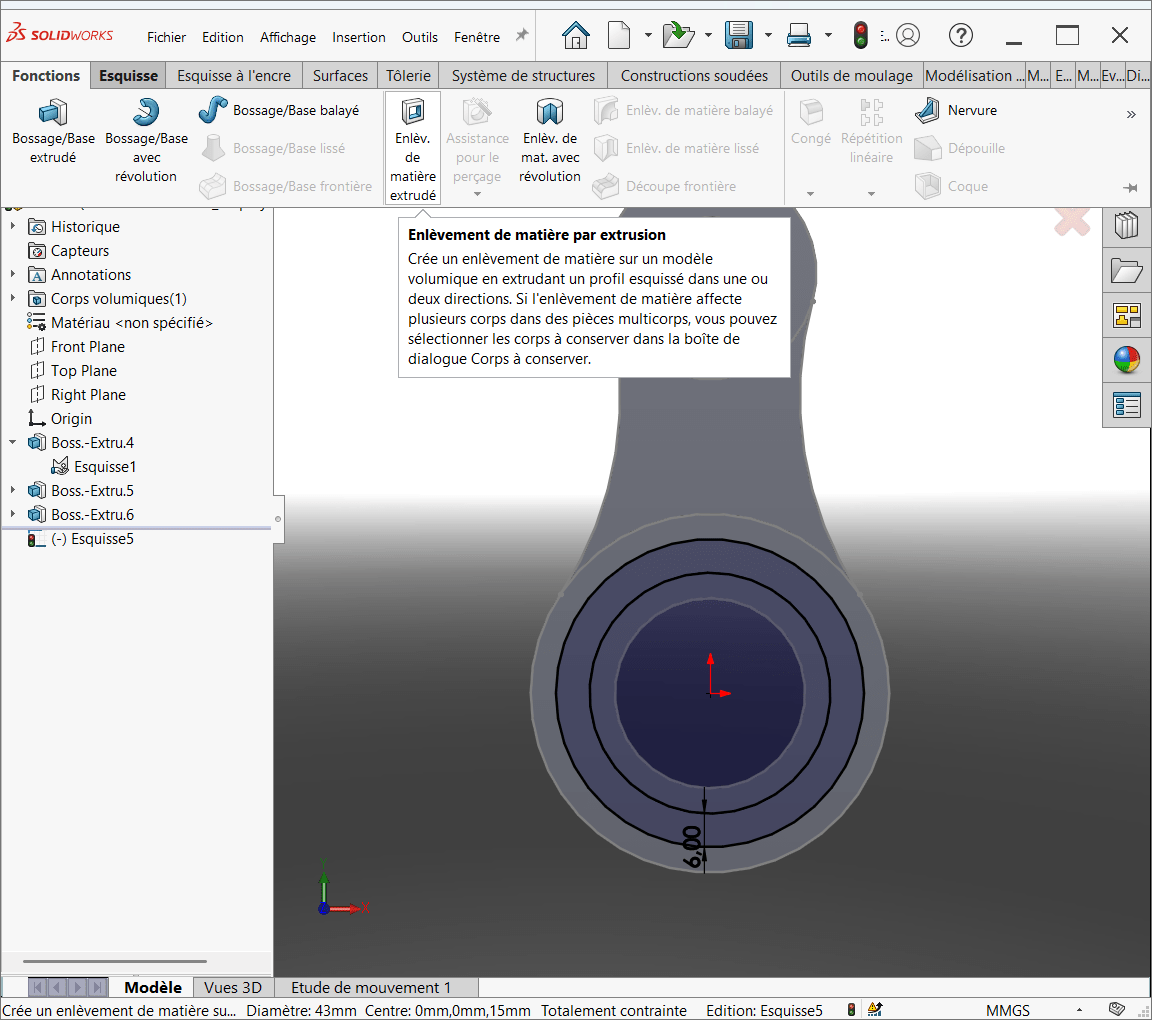 SOLIDWORKS
Fichier Edition Affichage Insertion Outils Fenêtre
Fonctions Esquisse Esquisse à l'encre Surfaces Tôlerie Système de structures Constructions soudées Outils de moulage Modélisation ... M... E... M... Ev... Di...
Bossage/Base
extrudé
Bossage/Base
avec
révolution
Bossage/Base balayé
Bossage/Base lissé
Bossage/Base frontière
Enlèv.
de
matière
extrudé
Assistance
pour le
perçage
Enlèv. de
mat. avec
révolution
Enlèv. de matière balayé
Enlèv. de matière lissé
Découpe frontière
Congé
Répétition
linéaire
Nervure
Dépouille
Coque
Enlèvement de matière par extrusion
Crée un enlèvement de matière sur un modèle
volumique en extrudant un profil esquissé dans une ou
deux directions. Si l'enlèvement de matière affecte
plusieurs corps dans des pièces multicorps, vous pouvez
sélectionner les corps à conserver dans la boîte de
dialogue Corps à conserver.
Historique
Capteurs
Annotations
Corps volumiques(1)
Matériau <non spécifié>
Front Plane
Top Plane
Right Plane
Origin
Boss.-Extru.4
Esquisse1
Boss.-Extru.5
Boss.-Extru.6
(-) Esquisse5
6,00
Y
X
Modèle Vues 3D Etude de mouvement 1
Crée un enlèvement de matière su... Diamètre: 43mm Centre: 0mm,0mm,15mm Totalement contrainte Edition: Esquisse5 MMGS